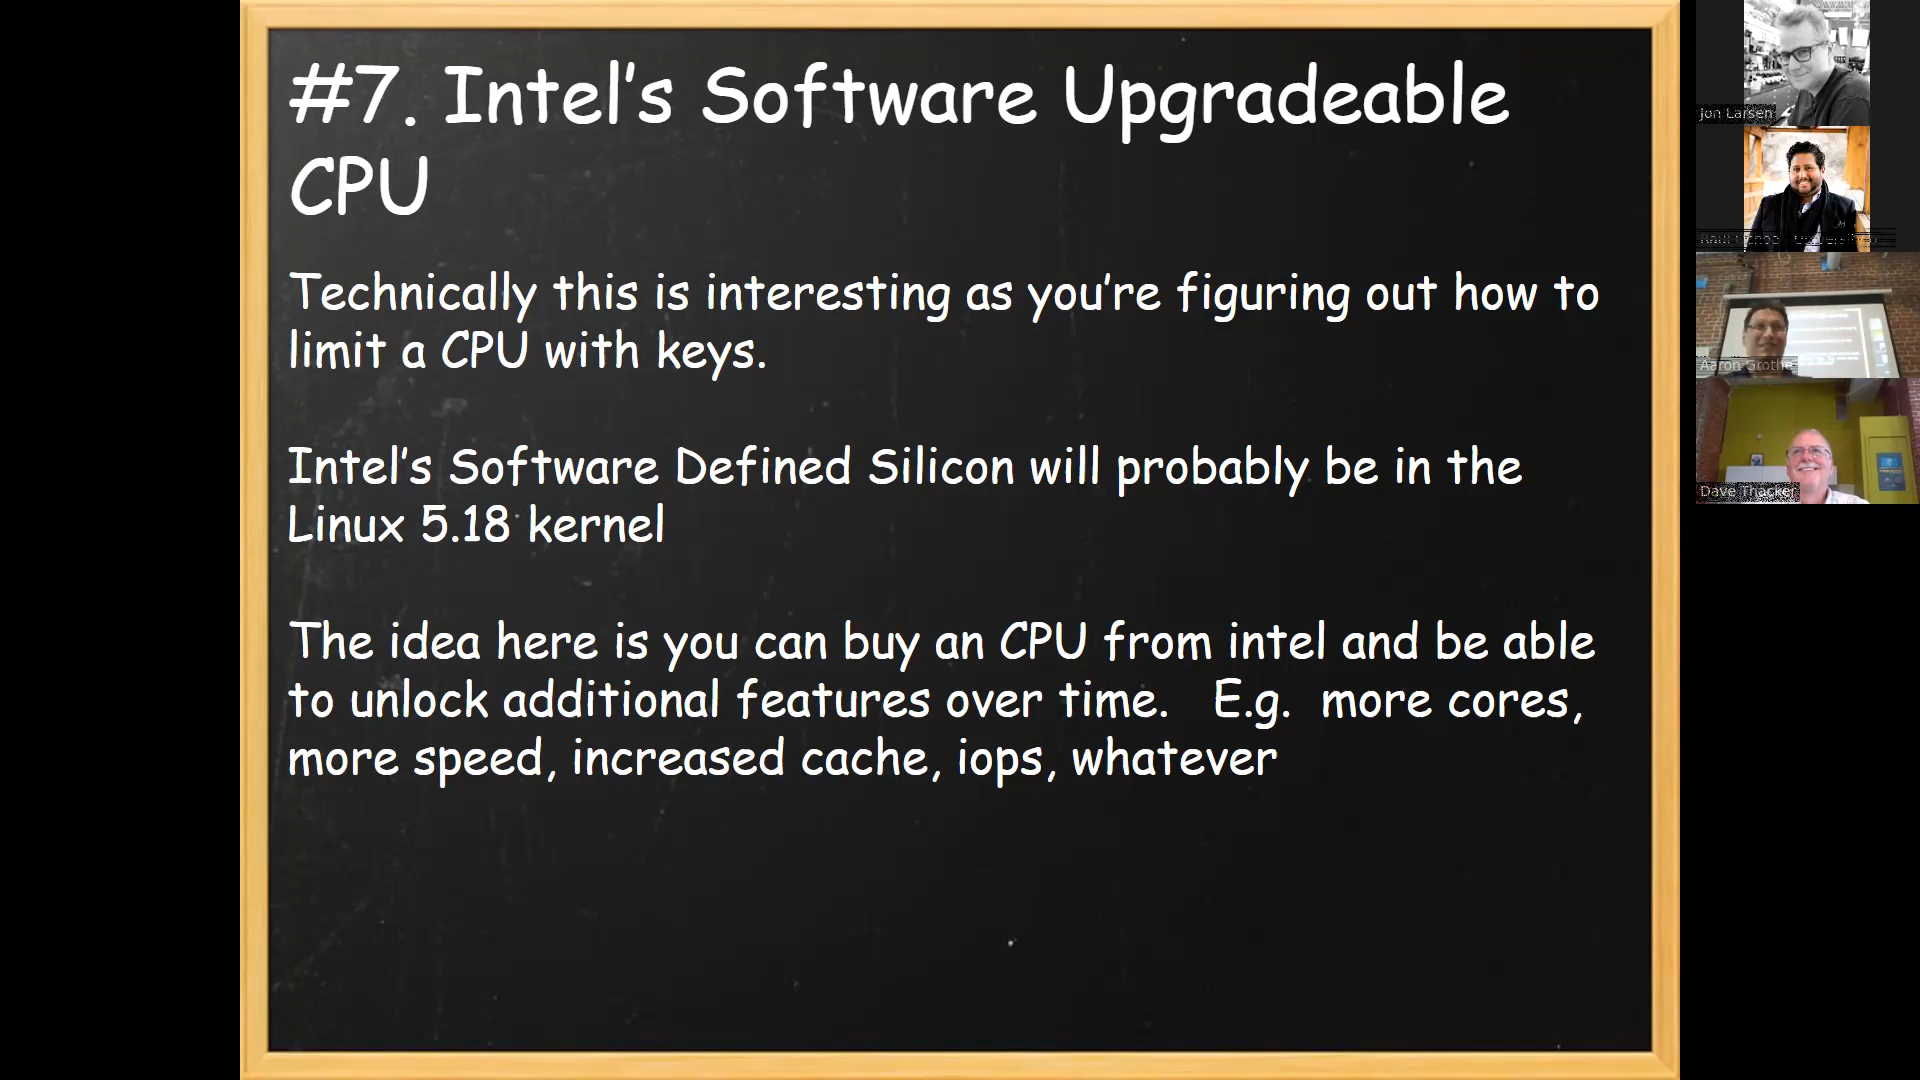 #7. Intel's Software Upgradeable
CPU
Technically this is interesting as you're figuring out how to
limit a CPU with keys.
Intel's Software Defined Silicon will probably be in the
Linux 5.18 kernel
The idea here is you can buy an CPU from intel and be able
to unlock additional features over time.   E.g.  more cores,
more speed, increased cache, iops, whatever
Jon Larsen
Aaron Grothe
Dave Thacker